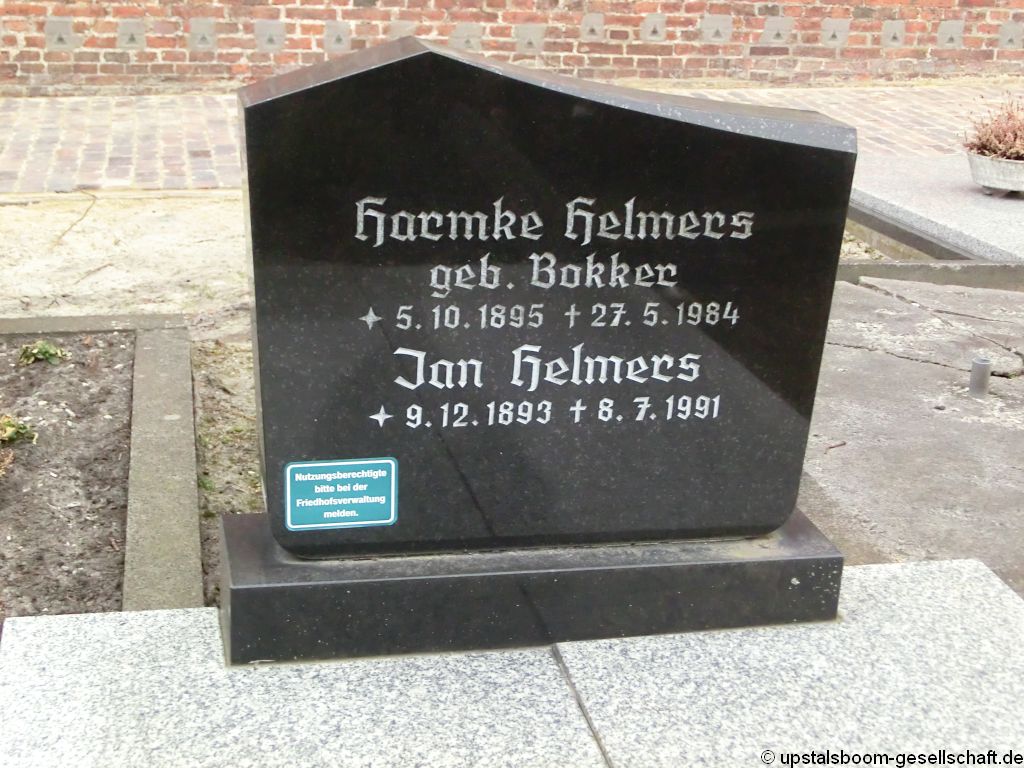 Harmke Helmers
geb. Bokker
✦ 5. 10. 1895 † 27. 5. 1984
Jan Helmers
✦ 9. 12. 1893 † 8. 7. 1991
Nutzungsberechtigte
bitte bei der
Friedhofsverwaltung
melden.
© upstalsboom-gesellschaft.de